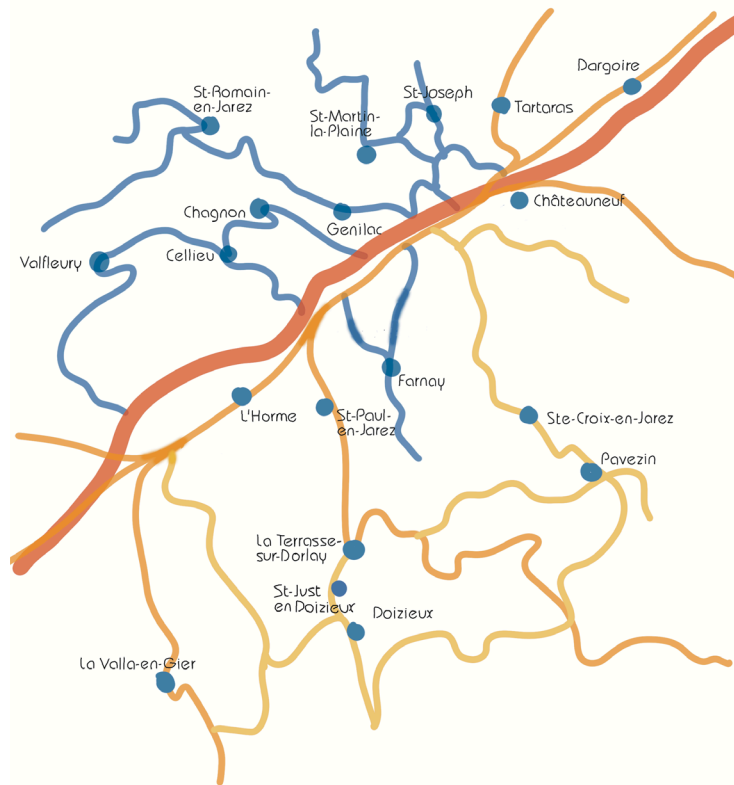 Dargoire
St-Romain-
en-Jarez
St-Joseph
Tartaras
St-Martin-
la-Plaine
Châteauneuf
Chagnon
Genilac
Cellieu
Valfleury
Farnay
L'Horme
St-Paul-
en-Jarez
Ste-Croix-en-Jarez
Pavezin
La Terrasse-
sur-Dorlay
St-Just
en Doizieux
Doizieux
La Valla-en-Gier